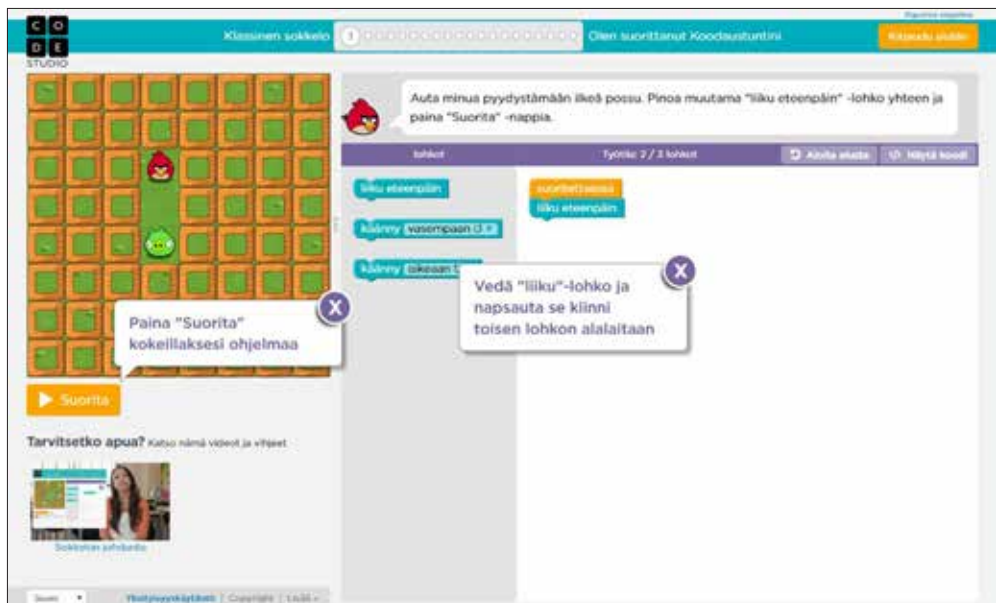 C O
D E
STUDIO
Klassinen sokkelo
1
Olen suorittanut Koodaustuntini
Kirjaudu sisään
Auta minua pyydystämään ilkeä possu. Pinoa muutama "liiku eteenpäin" -lohko yhteen ja
paina "Suorita" -nappia.
lohkot
Työtila: 2 / 3 lohkot
Aloita alusta
Näytä koodi
liiku eteenpäin
käänny vasempaan
käänny oikeaan
suoritettaessa
liiku eteenpäin
X
Vedä "liiku"-lohko ja
napsauta se kiinni
toisen lohkon alalaitaan
X
Paina "Suorita"
kokeillaksesi ohjelmaa
Suorita
Tarvitsetko apua? Katso nämä videot ja vihjeet
Sokkelon johdanto
Suomi
Yksityisyyskäytäntö | Copyright | Lisää